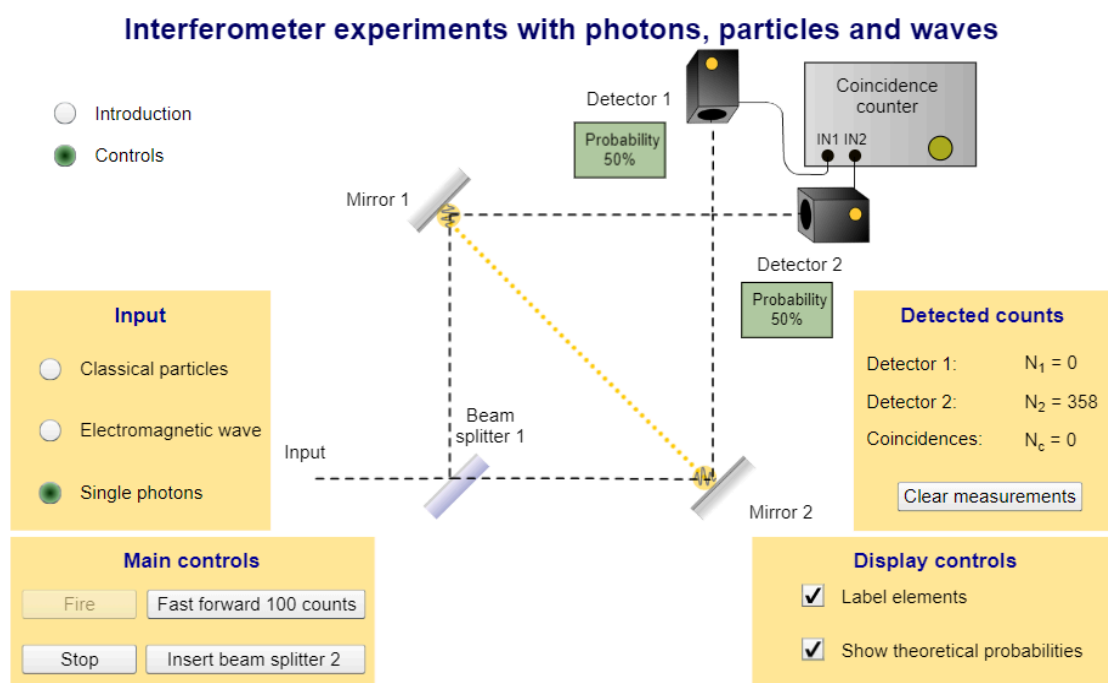 Interferometer experiments with photons, particles and waves
Introduction
Controls
Detector 1
Probability
50%
Coincidence
counter
IN1 IN2
Mirror 1
Detector 2
Probability
50%
Input
Classical particles
Electromagnetic wave
Single photons
Input
Beam
splitter 1
Mirror 2
Detected counts
Detector 1: N1 = 0
Detector 2: N2 = 358
Coincidences: Nc = 0
Clear measurements
Main controls
Fire Fast forward 100 counts
Stop Insert beam splitter 2
Display controls
Label elements
Show theoretical probabilities